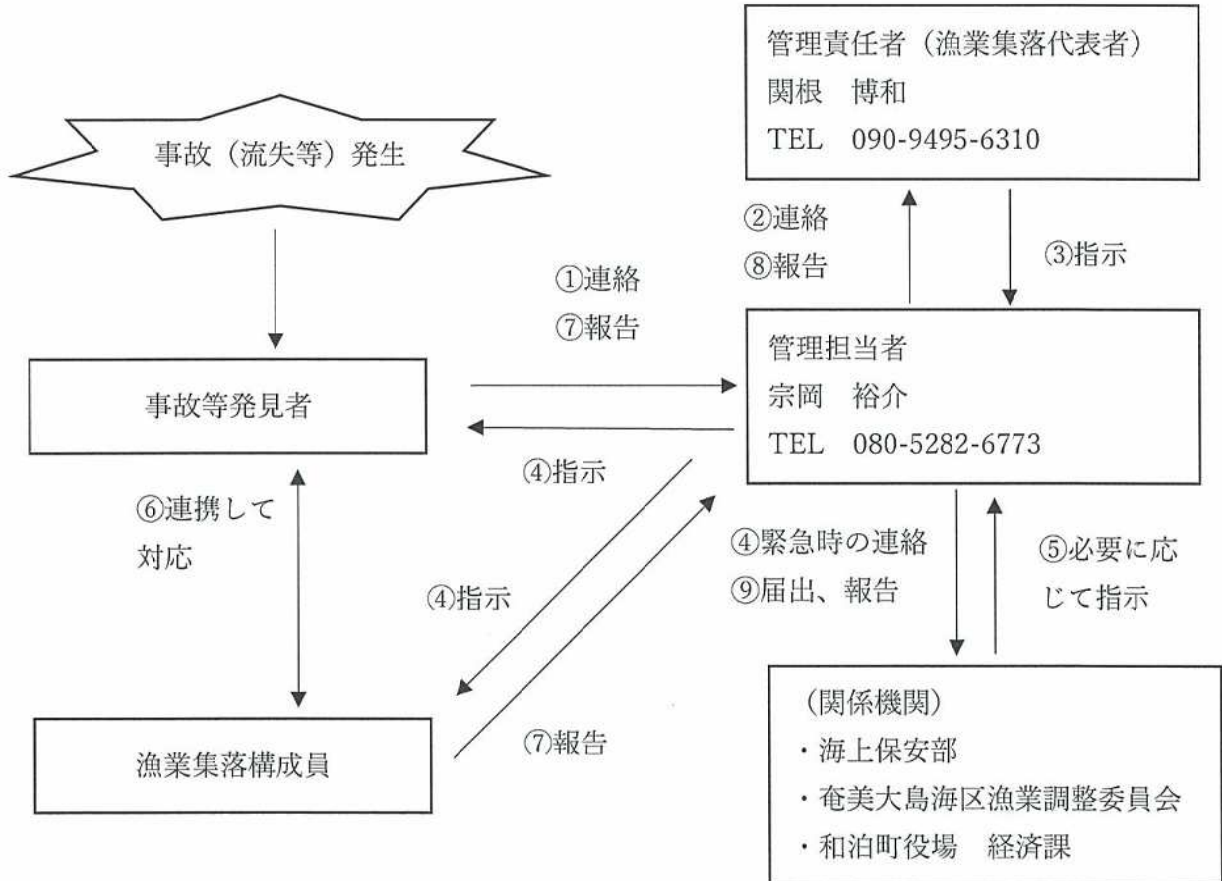 管理責任者（漁業集落代表者）
関根　博和
TEL　090-9495-6310
事故（流失等）発生
②連絡
⑧報告
③指示
①連絡
⑦報告
管理担当者
宗岡　裕介
TEL　080-5282-6773
事故等発見者
④指示
⑥連携して
対応
④指示
④緊急時の連絡
⑨届出、報告
⑤必要に応
じて指示
⑦報告
漁業集落構成員
（関係機関）
・海上保安部
・奄美大島海区漁業調整委員会
・和泊町役場　経済課